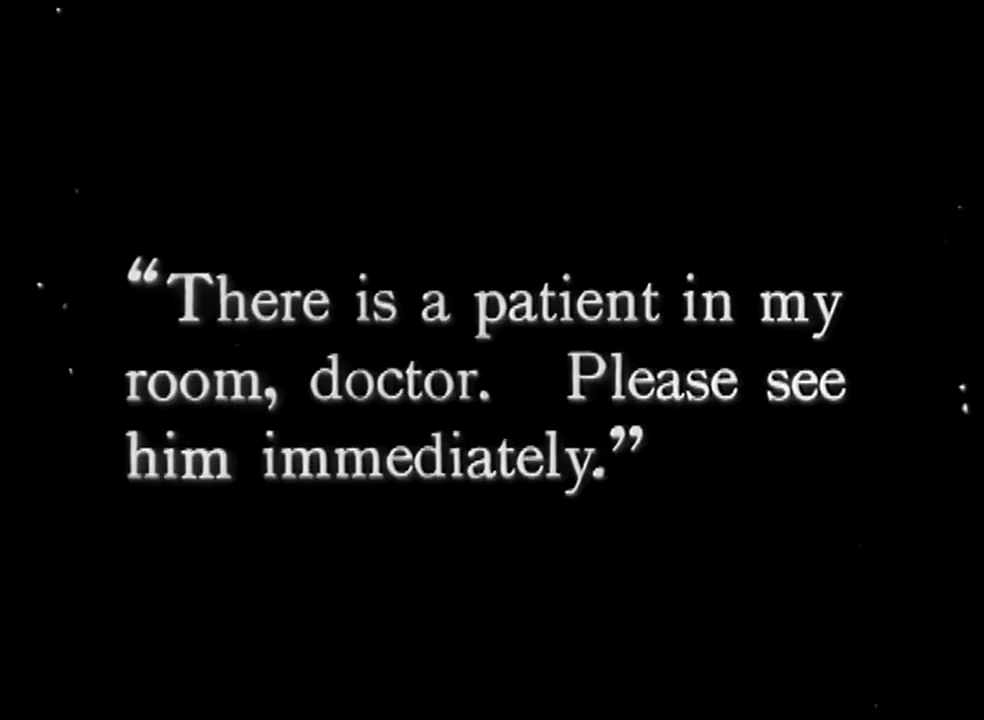 “There is a patient in my
room, doctor. Please see
him immediately.”